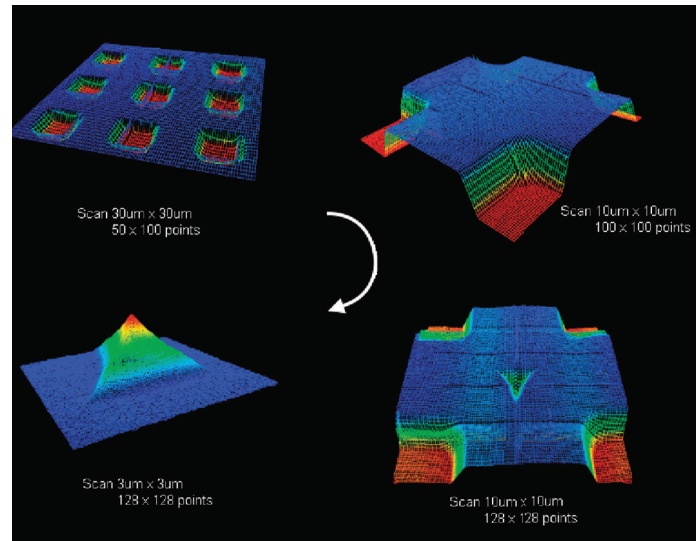 Scan 30um x 30um
50 x 100 points
Scan 10um x 10um
100 x 100 points
Scan 3um x 3um
128 x 128 points
Scan 10um x 10um
128 x 128 points